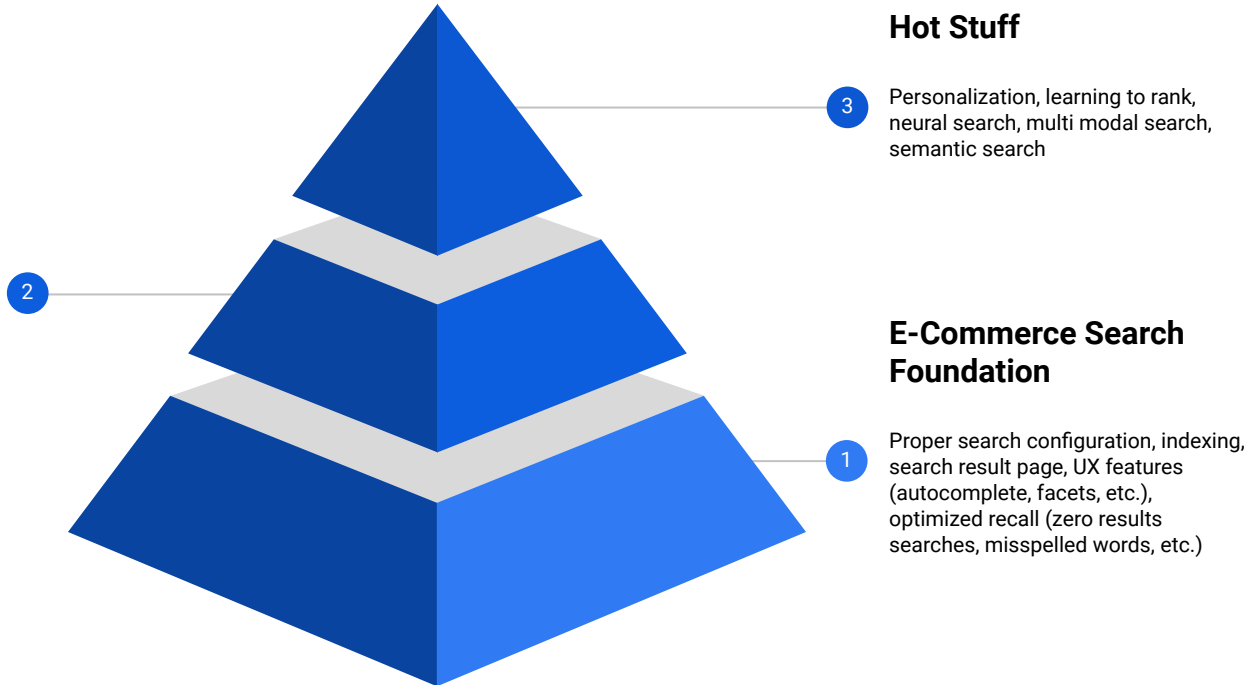 Hot Stuff
3
Personalization, learning to rank,
neural search, multi modal search,
semantic search
2
E-Commerce Search
Foundation
1
Proper search configuration, indexing,
search result page, UX features
(autocomplete, facets, etc.),
optimized recall (zero results
searches, misspelled words, etc.)